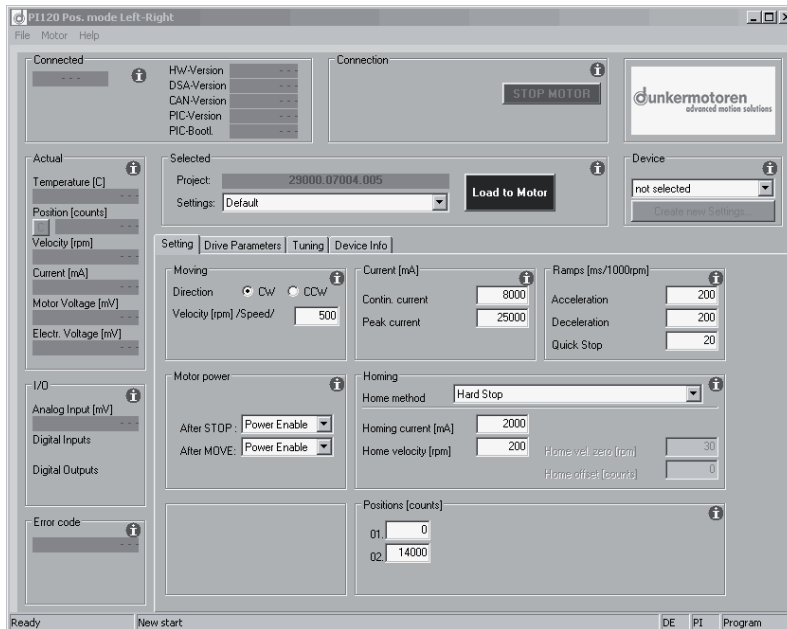 PI120 Pos. mode Left-Right
File Motor Help
Connected
- - -
HW-Version - - -
DSA-Version - - -
CAN-Version - - -
PIC-Version - - -
PIC-Bootl. - - -
Connection
STOP MOTOR
dunkermotoren
advanced motion solutions
Actual
Temperature [C]
- - -
Position [counts]
C - - -
Velocity [rpm]
- - -
Current [mA]
- - -
Motor Voltage [mV]
- - -
Electr. Voltage [mV]
- - -
I/O
Analog Input [mV]
- - -
Digital Inputs
Digital Outputs
Error code
- - -
Selected
Project: 29000.07004.005
Settings: Default
Load to Motor
Device
not selected
Create new Settings...
Setting Drive Parameters Tuning Device Info
Moving
Direction CW CCW
Velocity [rpm] /Speed/ 500
Current [mA]
Contin. current 8000
Peak current 25000
Ramps [ms/1000rpm]
Acceleration 200
Deceleration 200
Quick Stop 20
Motor power
After STOP : Power Enable
After MOVE: Power Enable
Homing
Home method Hard Stop
Homing current [mA] 2000
Home velocity [rpm] 200
Home vel. zero [rpm] 30
Home offset [counts] 0
Positions [counts]
01. 0
02. 14000
Ready New start DE PI Program